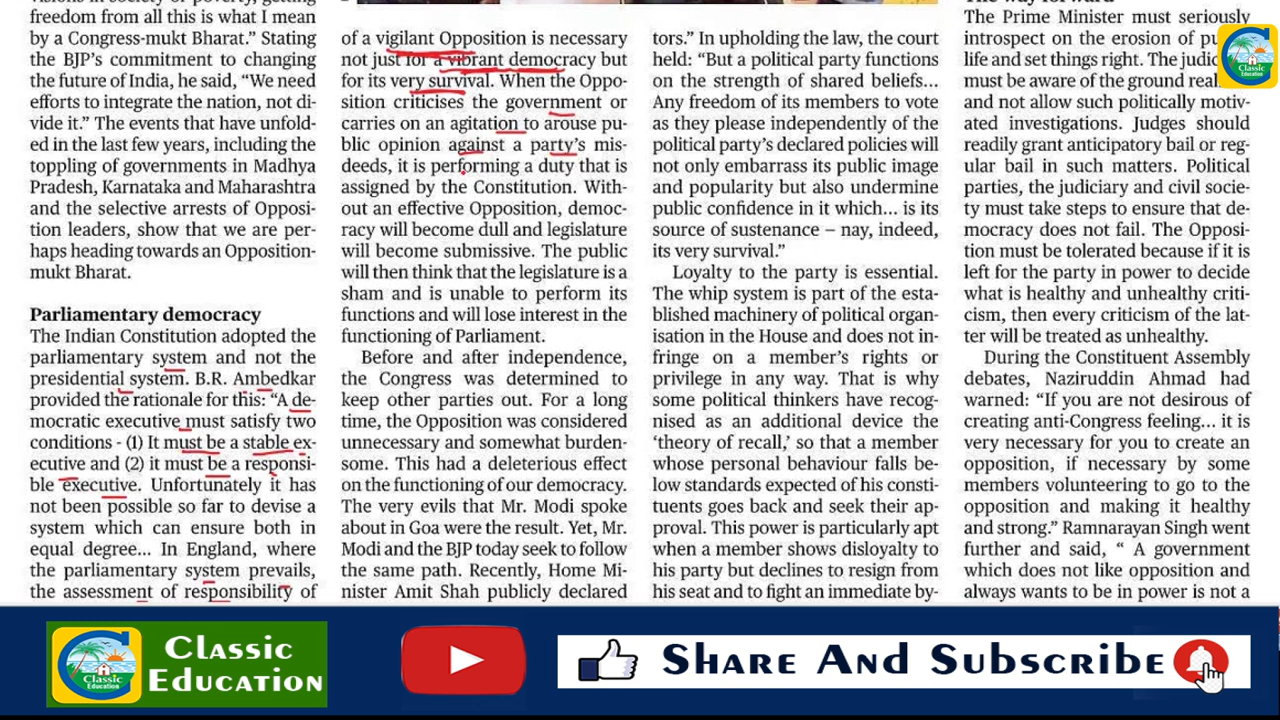 visions in society or poverty, getting
freedom from all this is what I mean
by a Congress-mukt Bharat.” Stating
the BJP’s commitment to changing
the future of India, he said, “We need
efforts to integrate the nation, not di-
vide it.” The events that have unfold-
ed in the last few years, including the
toppling of governments in Madhya
Pradesh, Karnataka and Maharashtra
and the selective arrests of Opposi-
tion leaders, show that we are per-
haps heading towards an Opposition-
mukt Bharat.
Parliamentary democracy
The Indian Constitution adopted the
parliamentary system and not the
presidential system. B.R. Ambedkar
provided the rationale for this: “A de-
mocratic executive must satisfy two
conditions - (1) It must be a stable ex-
ecutive and (2) it must be a responsi-
ble executive. Unfortunately it has
not been possible so far to devise a
system which can ensure both in
equal degree... In England, where
the parliamentary system prevails,
the assessment of responsibility of
of a vigilant Opposition is necessary
not just for a vibrant democracy but
for its very survival. When the Oppo-
sition criticises the government or
carries on an agitation to arouse pu-
blic opinion against a party’s mis-
deeds, it is performing a duty that is
assigned by the Constitution. With-
out an effective Opposition, democ-
racy will become dull and legislature
will become submissive. The public
will then think that the legislature is a
sham and is unable to perform its
functions and will lose interest in the
functioning of Parliament.
Before and after independence,
the Congress was determined to
keep other parties out. For a long
time, the Opposition was considered
unnecessary and somewhat burden-
some. This had a deleterious effect
on the functioning of our democracy.
The very evils that Mr. Modi spoke
about in Goa were the result. Yet, Mr.
Modi and the BJP today seek to follow
the same path. Recently, Home Mi-
nister Amit Shah publicly declared
tors.” In upholding the law, the court
held: “But a political party functions
on the strength of shared beliefs...
Any freedom of its members to vote
as they please independently of the
political party’s declared policies will
not only embarrass its public image
and popularity but also undermine
public confidence in it which... is its
source of sustenance – nay, indeed,
its very survival.”
Loyalty to the party is essential.
The whip system is part of the esta-
blished machinery of political organ-
isation in the House and does not in-
fringe on a member’s rights or
privilege in any way. That is why
some political thinkers have recog-
nised as an additional device the
‘theory of recall,’ so that a member
whose personal behaviour falls be-
low standards expected of his consti-
tuents goes back and seek their ap-
proval. This power is particularly apt
when a member shows disloyalty to
his party but declines to resign from
his seat and to fight an immediate by-
The way forward
The Prime Minister must seriously
introspect on the erosion of
life and set things right. The
must be aware of the ground
and not allow such politically motiv-
ated investigations. Judges should
readily grant anticipatory bail or reg-
ular bail in such matters. Political
parties, the judiciary and civil socie-
ty must take steps to ensure that de-
mocracy does not fail. The Opposi-
tion must be tolerated because if it is
left for the party in power to decide
what is healthy and unhealthy criti-
cism, then every criticism of the lat-
ter will be treated as unhealthy.
During the Constituent Assembly
debates, Naziruddin Ahmad had
warned: “If you are not desirous of
creating anti-Congress feeling... it is
very necessary for you to create an
opposition, if necessary by some
members volunteering to go to the
opposition and making it healthy
and strong.” Ramnarayan Singh went
further and said, “ A government
which does not like opposition and
always wants to be in power is not a
Classic
Education
Classic
Education
Classic
Education
Share And Subscribe